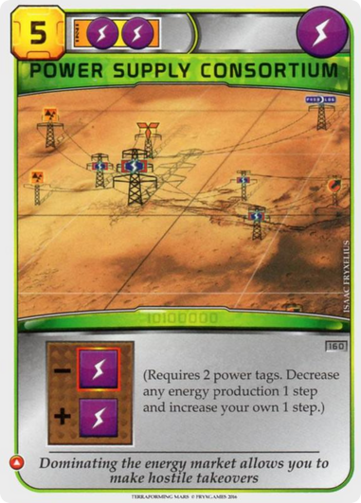 5
POWER SUPPLY CONSORTIUM
ISAAC FRYXELIUS
160
(Requires 2 power tags. Decrease
any energy production 1 step
and increase your own 1 step.)
Dominating the energy market allows you to
make hostile takeovers
TERRAFORMING MARS © FRYXGAMES 2016